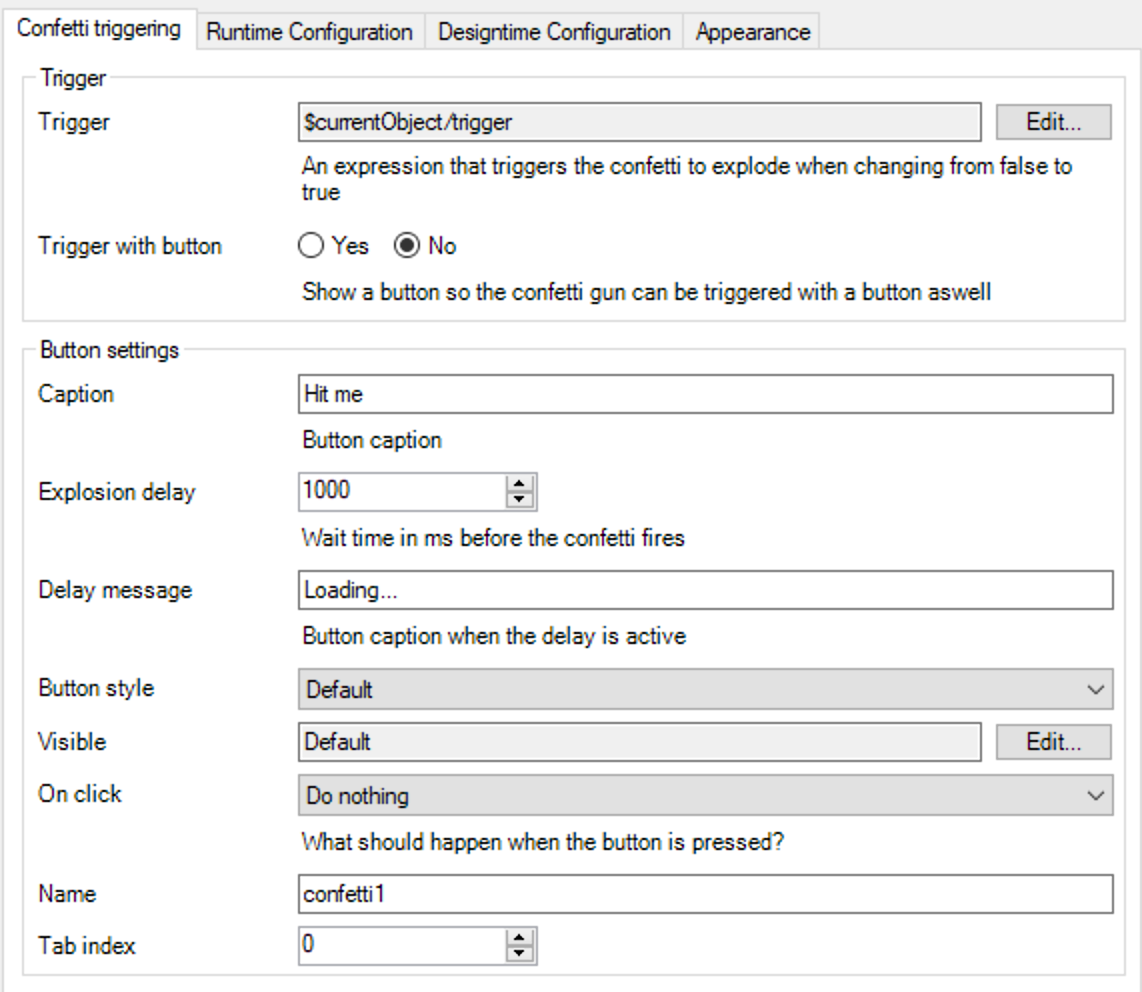 Confetti triggering Runtime Configuration Designtime Configuration Appearance
Trigger
Trigger $currentObject/trigger Edit...
An expression that triggers the confetti to explode when changing from false to
true
Trigger with button Yes No
Show a button so the confetti gun can be triggered with a button aswell
Button settings
Caption Hit me
Button caption
Explosion delay 1000
Wait time in ms before the confetti fires
Delay message Loading...
Button caption when the delay is active
Button style Default
Visible Default Edit...
On click Do nothing
What should happen when the button is pressed?
Name confetti1
Tab index 0